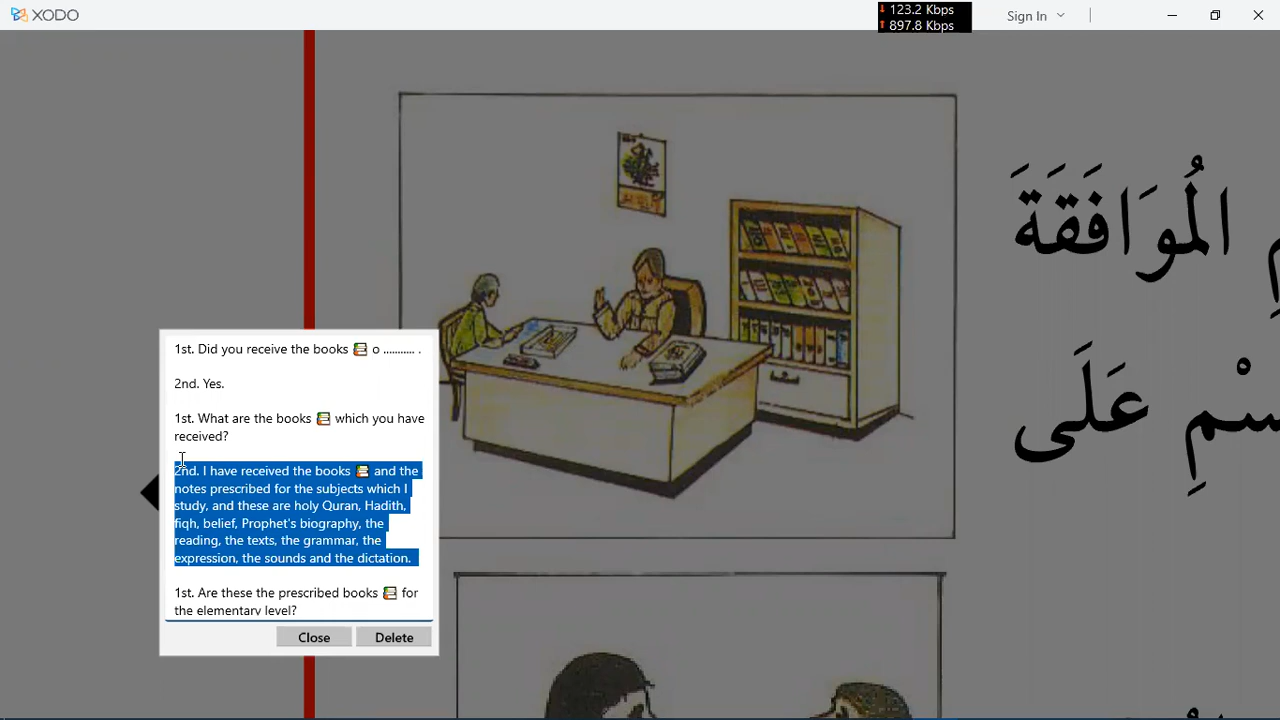 XODO
123.2 Kbps
897.8 Kbps
Sign In
1st. Did you receive the books 📚 o ........... .
2nd. Yes.
1st. What are the books 📚 which you have
received?
2nd. I have received the books 📚 and the
notes prescribed for the subjects which I
study, and these are holy Quran, Hadith,
fiqh, belief, Prophet's biography, the
reading, the texts, the grammar, the
expression, the sounds and the dictation.
1st. Are these the prescribed books 📚 for
the elementary level?
Close
Delete
الْمُوَافَقَةَ
عَلَى